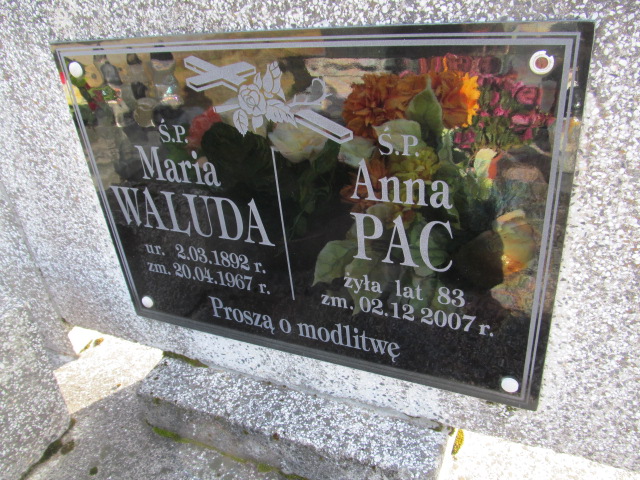 Ś.P.
Maria
WALUDA
ur. 2.03.1892 r.
zm. 20.04.1967 r.
Ś.P.
Anna
PAC
żyła lat 83
zm. 02.12 2007 r.
Proszą o modlitwę